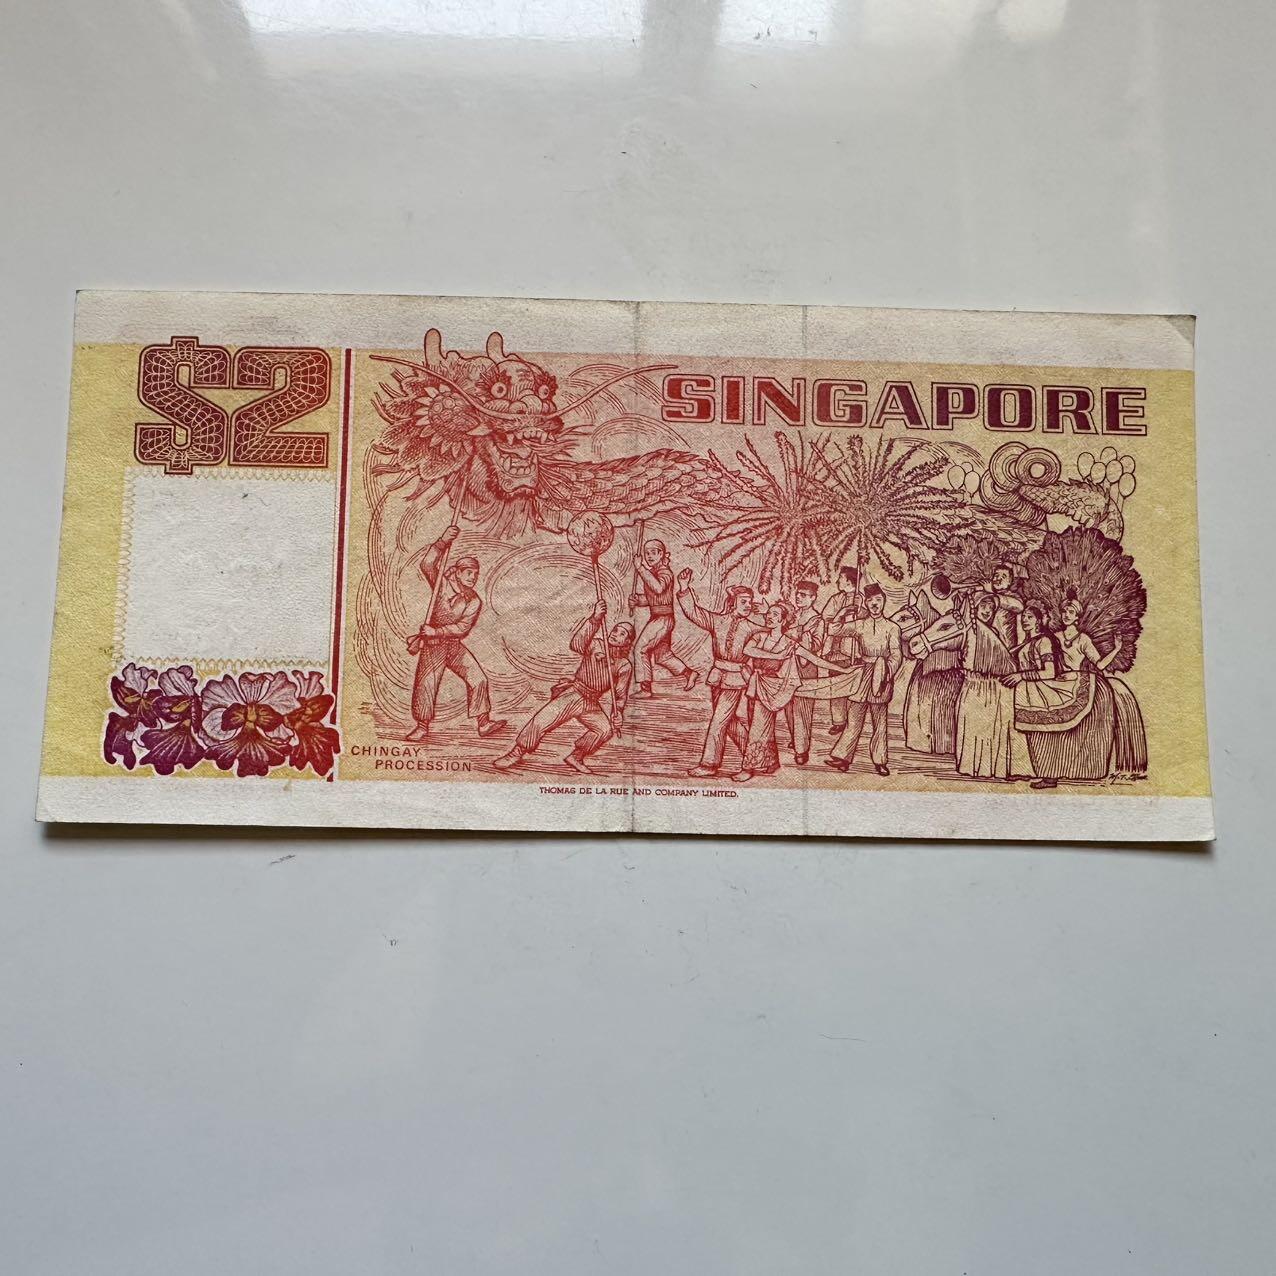 $2
SINGAPORE
CHINGAY
PROCESSION
THOMAS DE LA RUE AND COMPANY LIMITED.